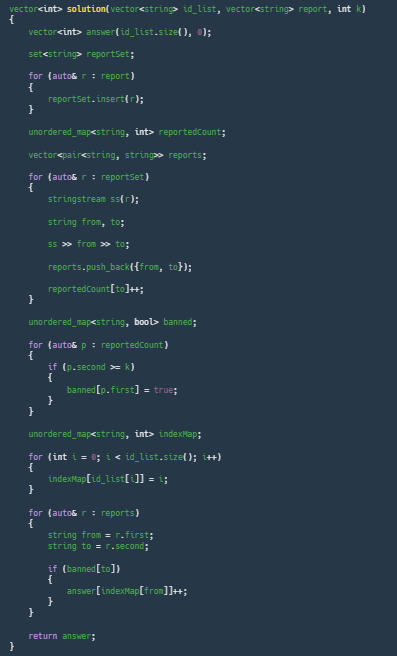 vector<int> solution(vector<string> id_list, vector<string> report, int k)
{
    vector<int> answer(id_list.size(), 0);
    set<string> reportSet;
    for (auto& r : report)
    {
        reportSet.insert(r);
    }
    unordered_map<string, int> reportedCount;
    vector<pair<string, string>> reports;
    for (auto& r : reportSet)
    {
        stringstream ss(r);
        string from, to;
        ss >> from >> to;
        reports.push_back({from, to});
        reportedCount[to]++;
    }
    unordered_map<string, bool> banned;
    for (auto& p : reportedCount)
    {
        if (p.second >= k)
        {
            banned[p.first] = true;
        }
    }
    unordered_map<string, int> indexMap;
    for (int i = 0; i < id_list.size(); i++)
    {
        indexMap[id_list[i]] = i;
    }
    for (auto& r : reports)
    {
        string from = r.first;
        string to = r.second;
        if (banned[to])
        {
            answer[indexMap[from]]++;
        }
    }
    return answer;
}